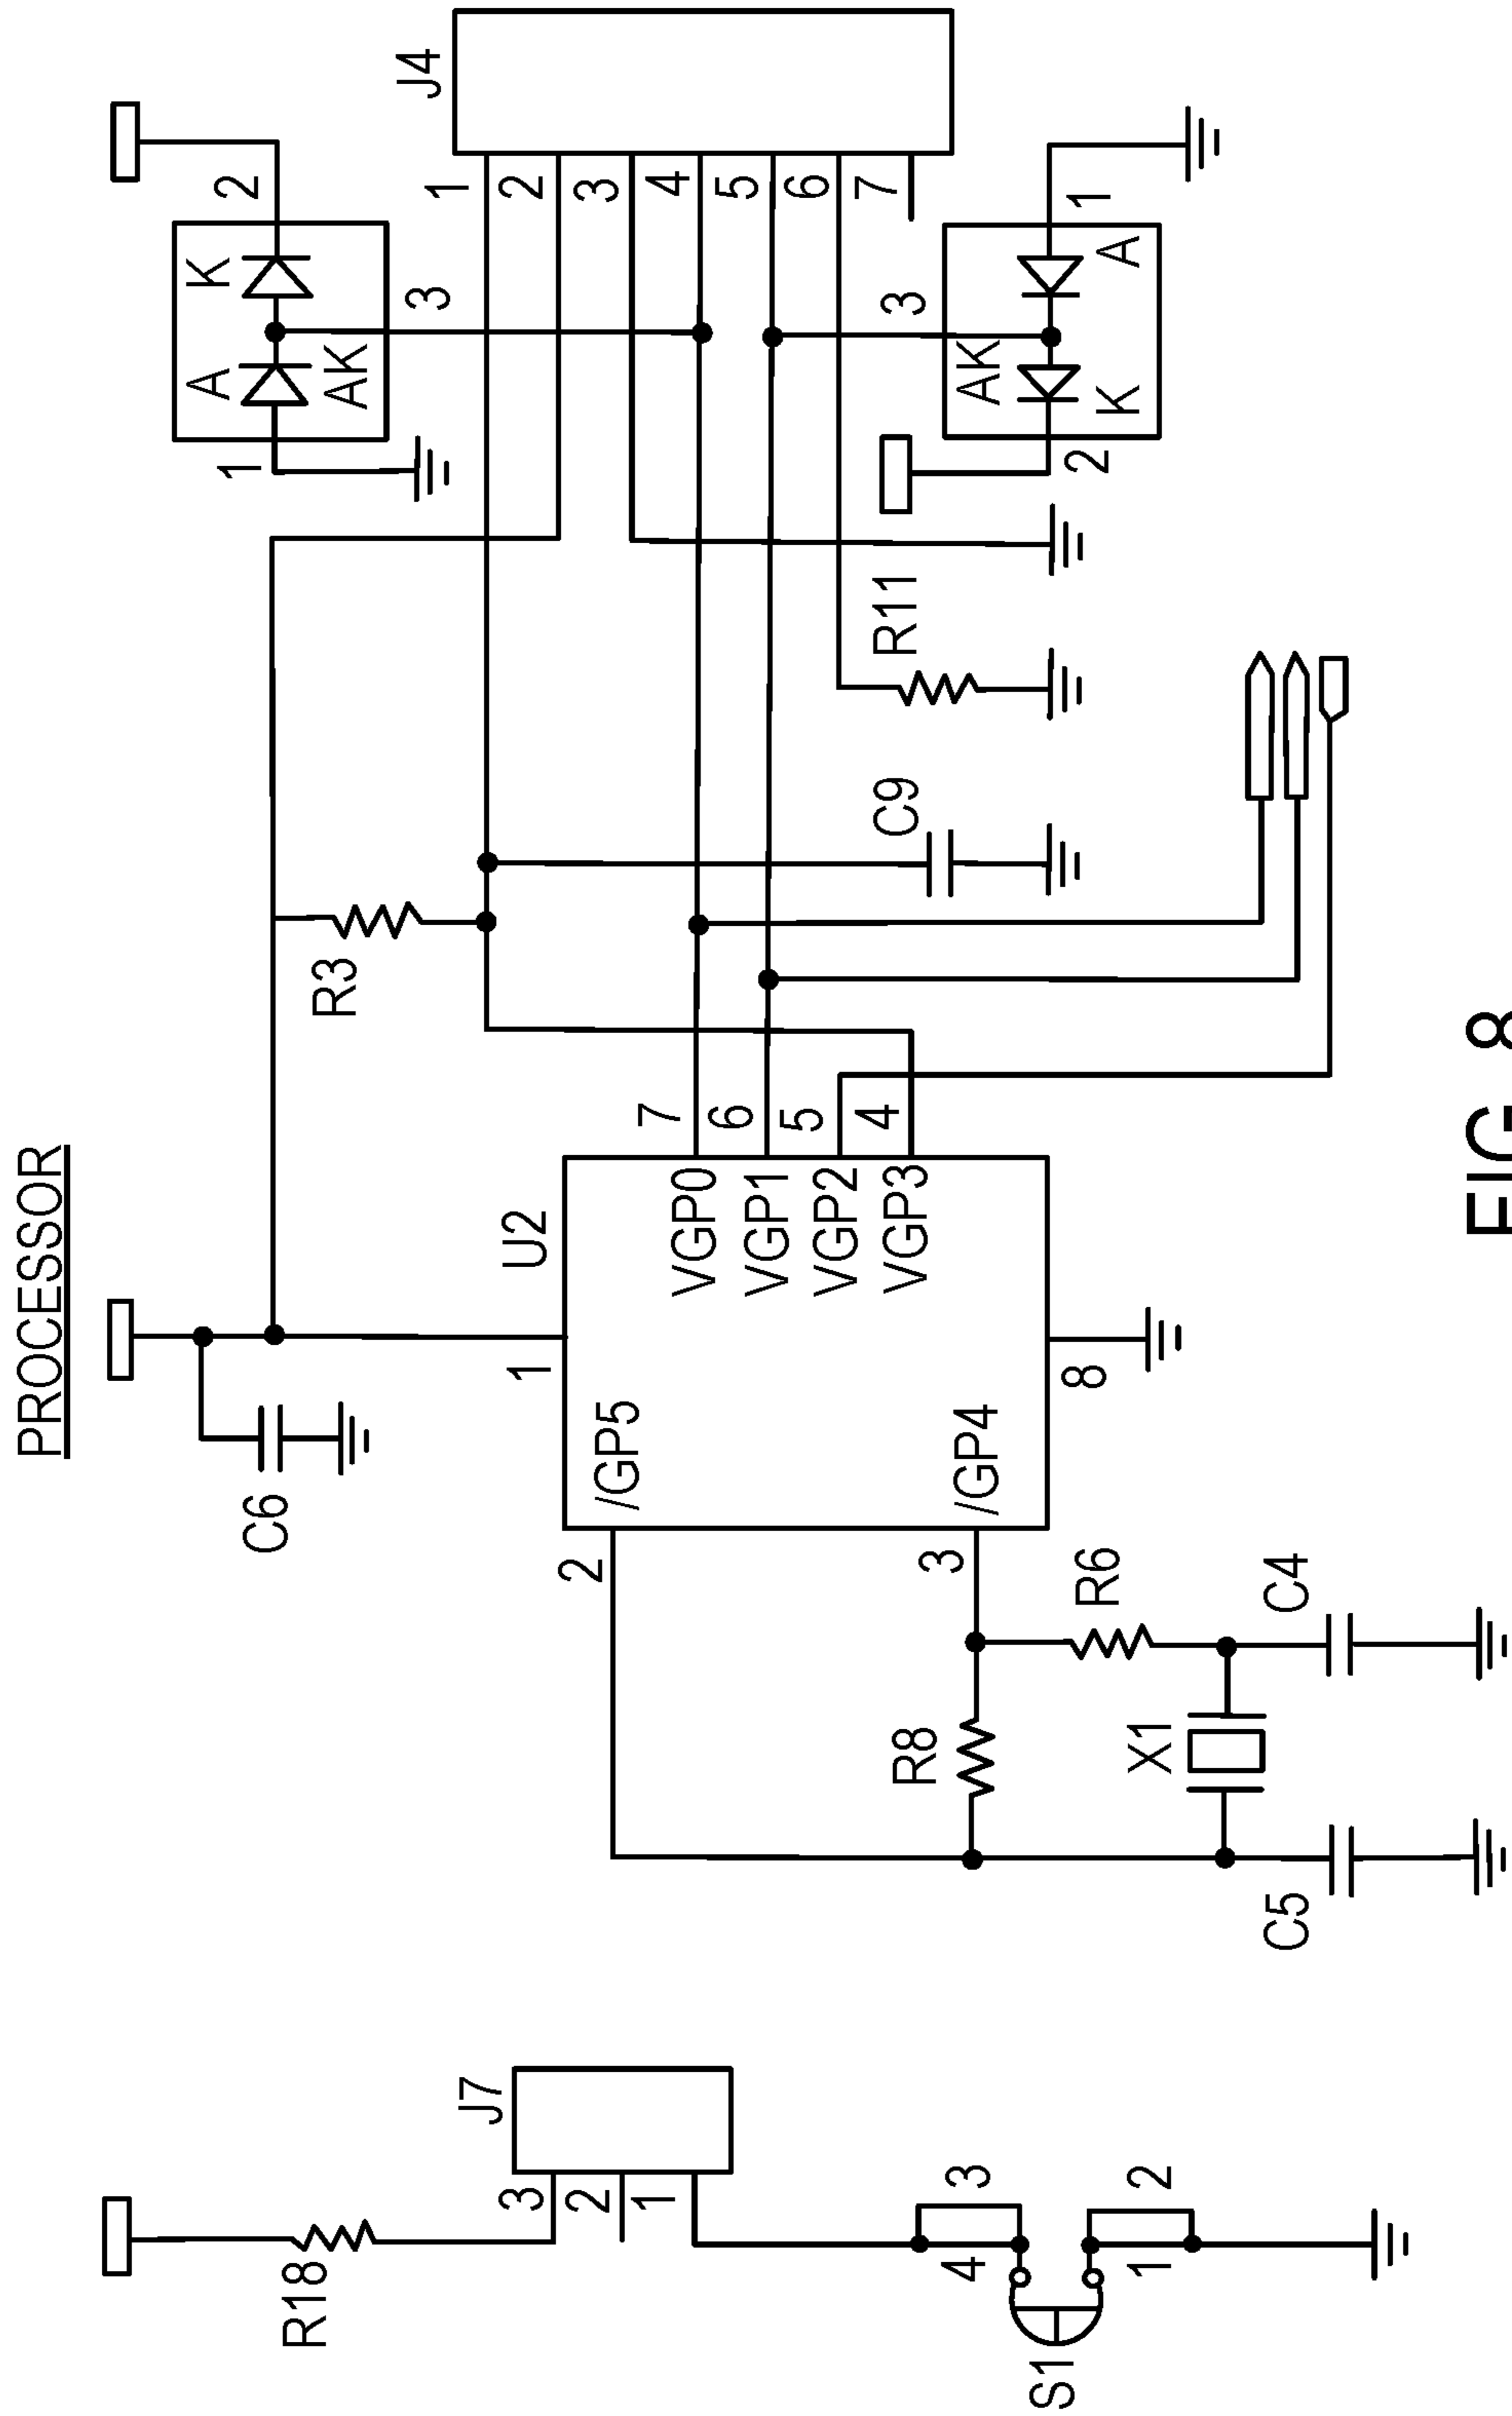 PROCESSOR
R18
J7
3
2
1
4
3
1
2
S1
C6
1
U2
/GP5
2
/GP4
3
VGP0
7
VGP1
6
VGP2
5
VGP3
4
8
R8
R6
X1
C5
C4
R3
C9
R11
A
K
AK
1
2
3
J4
1
2
3
4
5
6
7
3
AK
A
K
2
1
FIG. 8